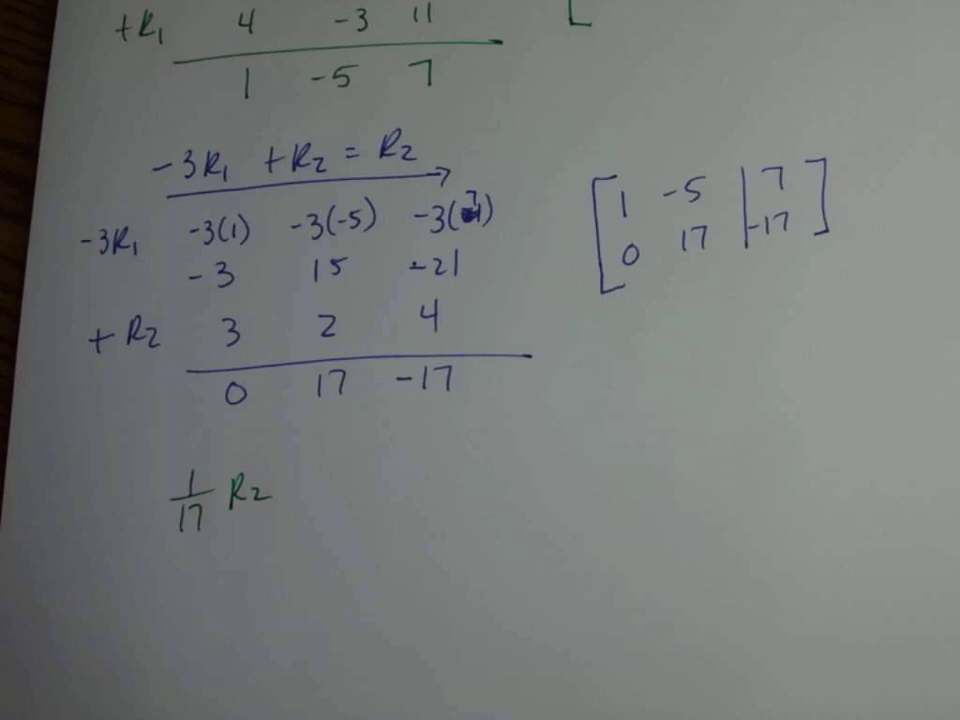 +R₁ 4 -3 11
1 -5 7
-3R₁ +R₂ = R₂
-3R₁ -3(1) -3(-5) -3(7)
-3 15 -21
+ R₂ 3 2 4
0 17 -17
1/17 R₂
[1 -5 | 7]
[0 17 | -17]